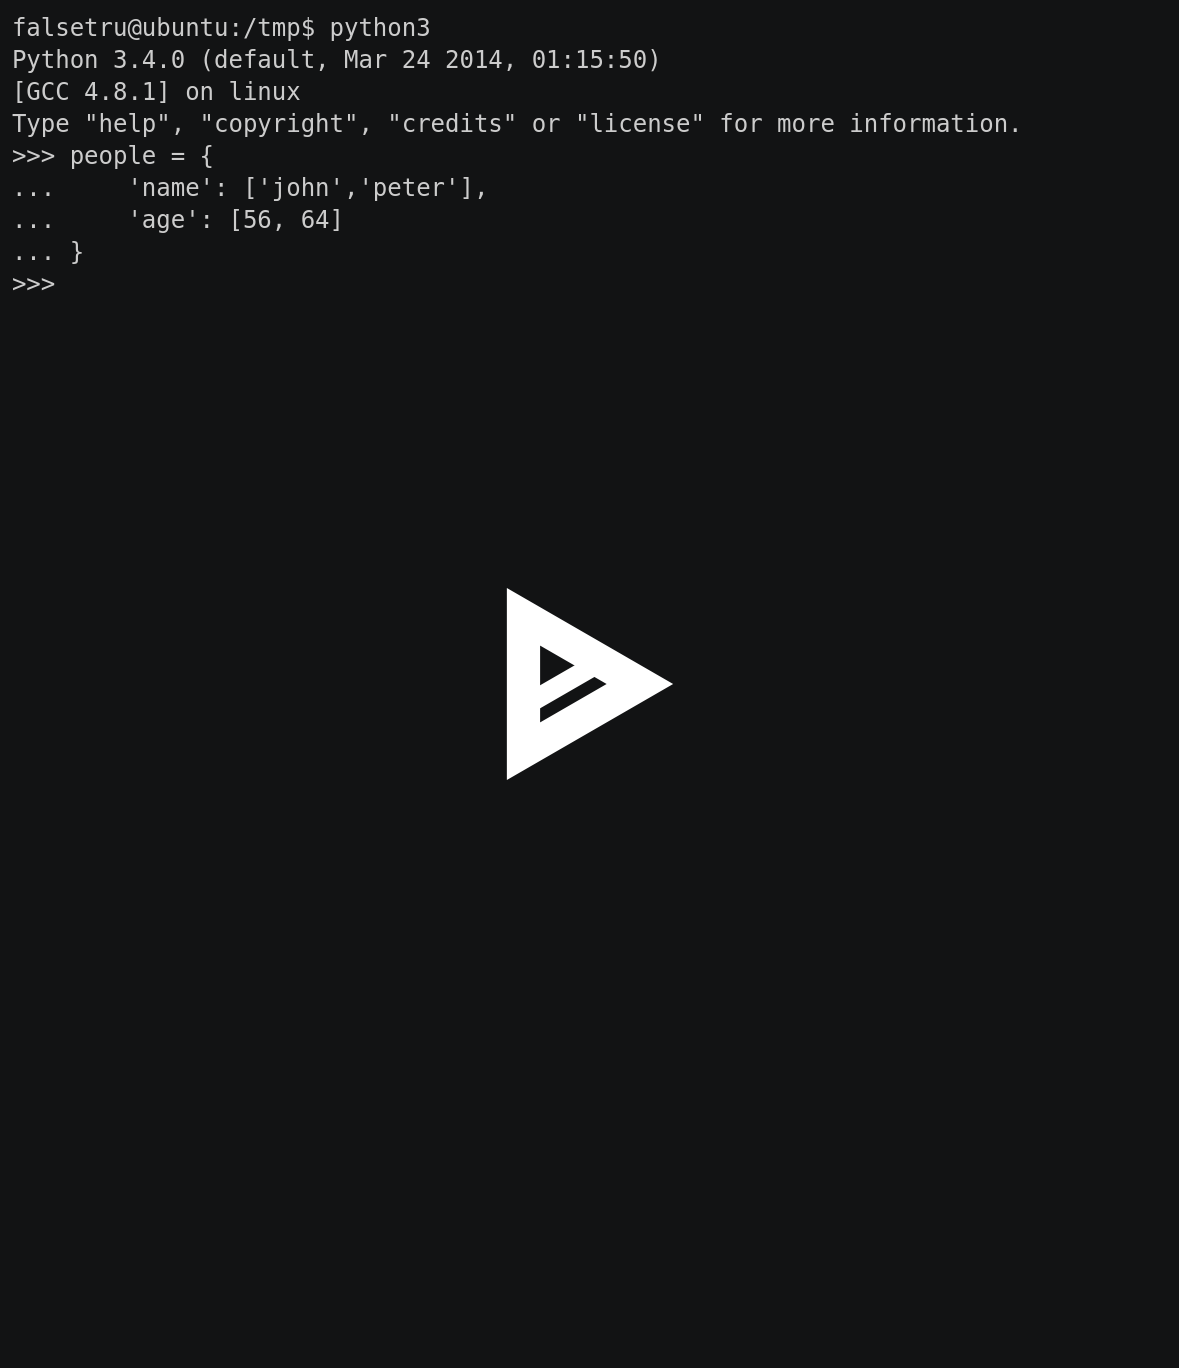 falsetru@ubuntu:/tmp$ python3
Python 3.4.0 (default, Mar 24 2014, 01:15:50)
[GCC 4.8.1] on linux
Type "help", "copyright", "credits" or "license" for more information.
>>> people = {
...     'name': ['john','peter'],
...     'age': [56, 64]
... }
>>>